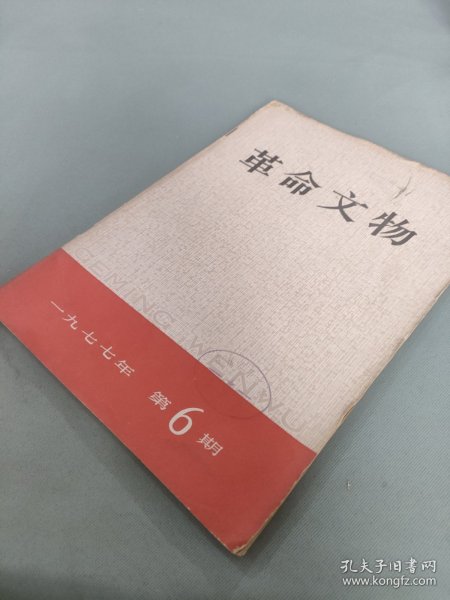 革命文物
GEMING WENWU
一九七七年 第6期
孔夫子旧书网
www.kongfz.com